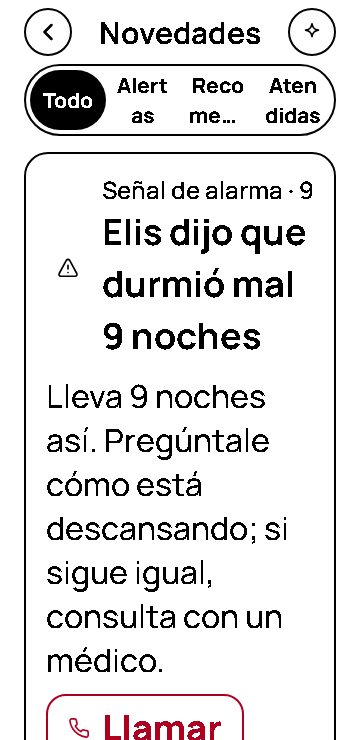 Novedades
Todo
Alert
as
Reco
me...
Aten
didas
Señal de alarma · 9
Elis dijo que
durmió mal
9 noches
Lleva 9 noches
así. Pregúntale
cómo está
descansando; si
sigue igual,
consulta con un
médico.
Llamar